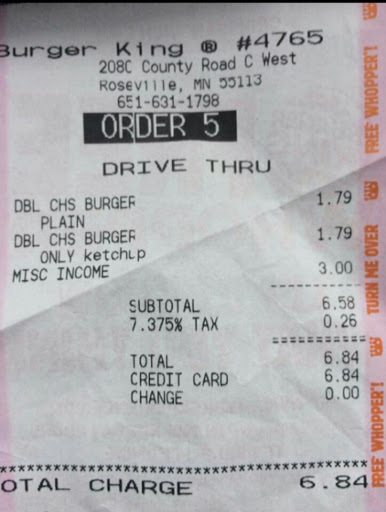 Burger King ® #4765
208C County Road C West
Roseville, MN 55113
651-631-1798
ORDER 5
DRIVE THRU
DBL CHS BURGER 1.79
PLAIN
DBL CHS BURGER 1.79
ONLY ketchup
MISC INCOME 3.00
SUBTOTAL 6.58
7.375% TAX 0.26
TOTAL 6.84
CREDIT CARD 6.84
CHANGE 0.00
OTAL CHARGE 6.84
FREE WHOPPER!
TURN ME OVER
FREE WHOPPER!